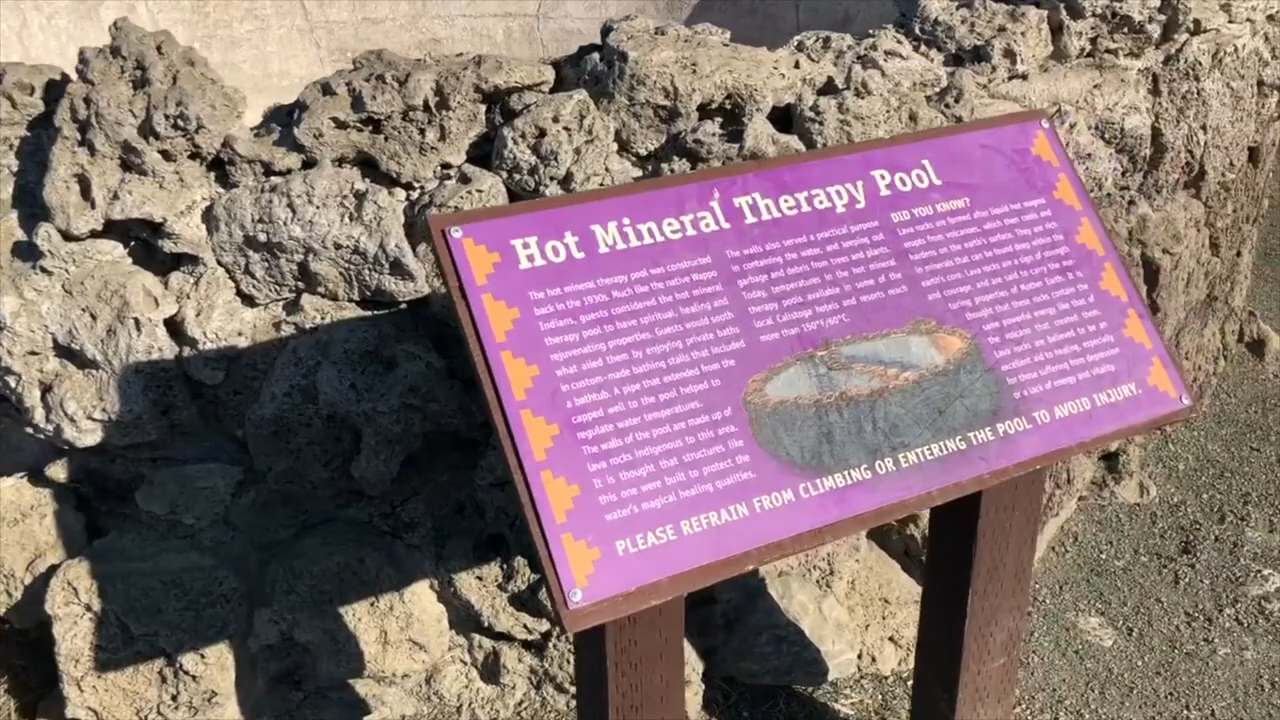 Hot Mineral Therapy Pool
The hot mineral therapy pool was constructed
back in the 1930s. Much like the native Wappo
Indians, guests considered the hot mineral
therapy pool to have spiritual, healing and
rejuvenating properties. Guests would sooth
what ailed them by enjoying private baths
in custom-made bathing stalls that included
a bathtub. A pipe that extended from the
capped well to the pool helped to
regulate water temperatures.
The walls of the pool are made up of
lava rocks indigenous to this area.
It is thought that structures like
this one were built to protect the
water's magical healing qualities.
The walls also served a practical purpose
in containing the water, and keeping out
garbage and debris from trees and plants.
Today, temperatures in the hot mineral
therapy pools available in some of the
local Calistoga hotels and resorts reach
more than 150°F/60°C.
DID YOU KNOW?
Lava rocks are formed after liquid hot magma
erupts from volcanoes, which then cools and
hardens on the earth's surface. They are rich
in minerals that can be found deep within the
earth's core. Lava rocks are a sign of strength
and courage, and are said to carry the nur-
turing properties of Mother Earth. It is
thought that these rocks contain the
same powerful energy, like that of
the volcano that created them.
Lava rocks are believed to be an
excellent aid to healing, especially
for those suffering from depression
or a lack of energy and vitality.
PLEASE REFRAIN FROM CLIMBING OR ENTERING THE POOL TO AVOID INJURY.